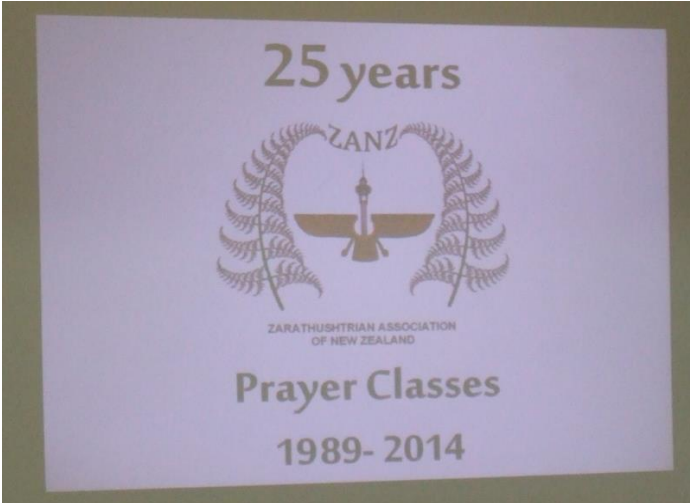 25 years
ZANZ
ZARATHUSHTRIAN ASSOCIATION
OF NEW ZEALAND
Prayer Classes
1989- 2014